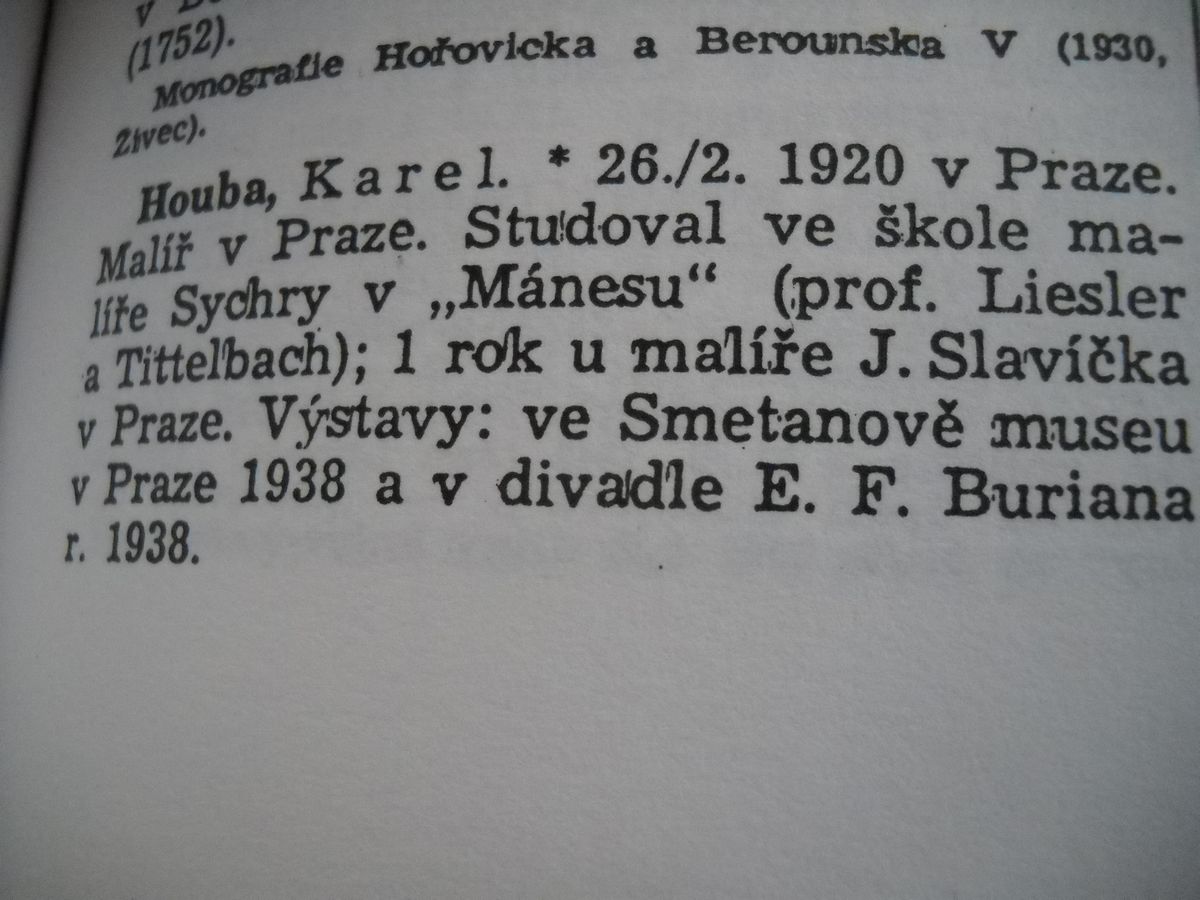 v
(1752).
Monografie Hořovicka a Berounska V (1930,
Živec).
Houba, Karel. * 26./2. 1920 v Praze.
Malíř v Praze. Studoval ve škole ma-
líře Sychry v „Mánesu“ (prof. Liesler
a Tittelbach); 1 rok u malíře J. Slavíčka
v Praze. Výstavy: ve Smetanově museu
v Praze 1938 a v divadle E. F. Buriana
r. 1938.